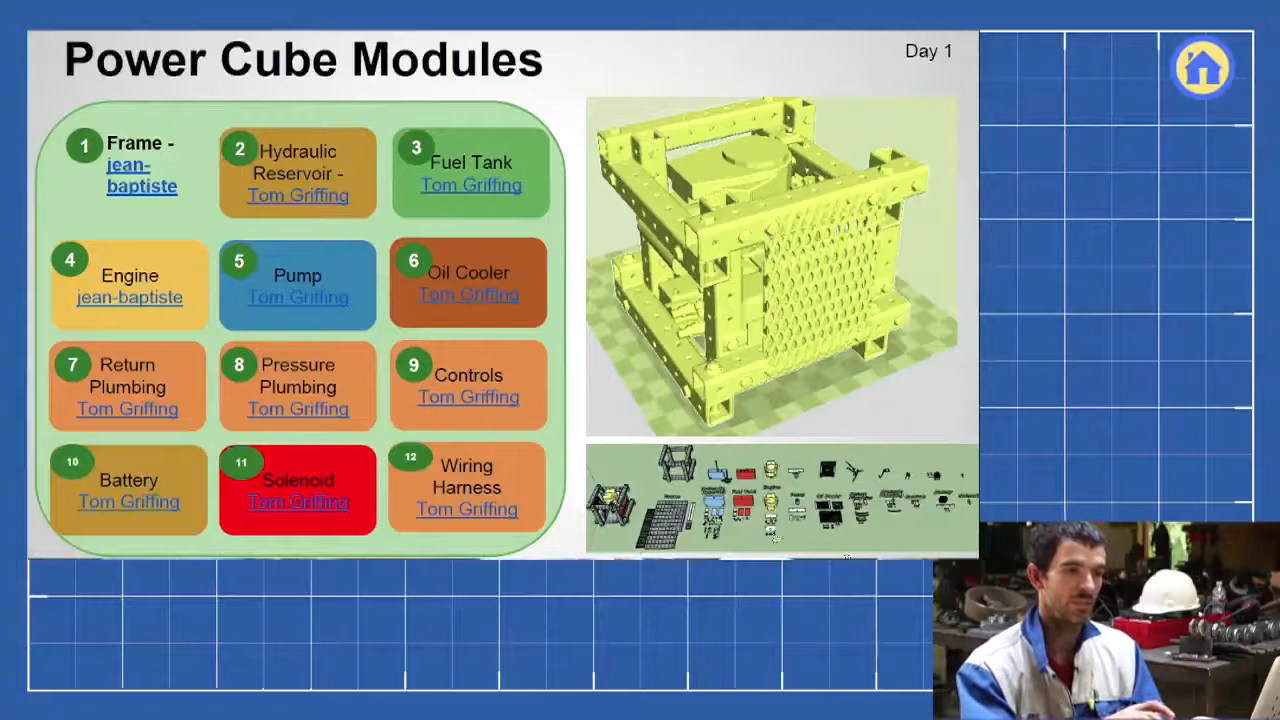 Power Cube Modules
Day 1
1
Frame -
jean-
baptiste
2
Hydraulic
Reservoir -
Tom Griffing
3
Fuel Tank
Tom Griffing
4
Engine
jean-baptiste
5
Pump
Tom Griffing
6
Oil Cooler
Tom Griffing
7
Return
Plumbing
Tom Griffing
8
Pressure
Plumbing
Tom Griffing
9
Controls
Tom Griffing
10
Battery
Tom Griffing
11
Solenoid
Tom Griffing
12
Wiring
Harness
Tom Griffing